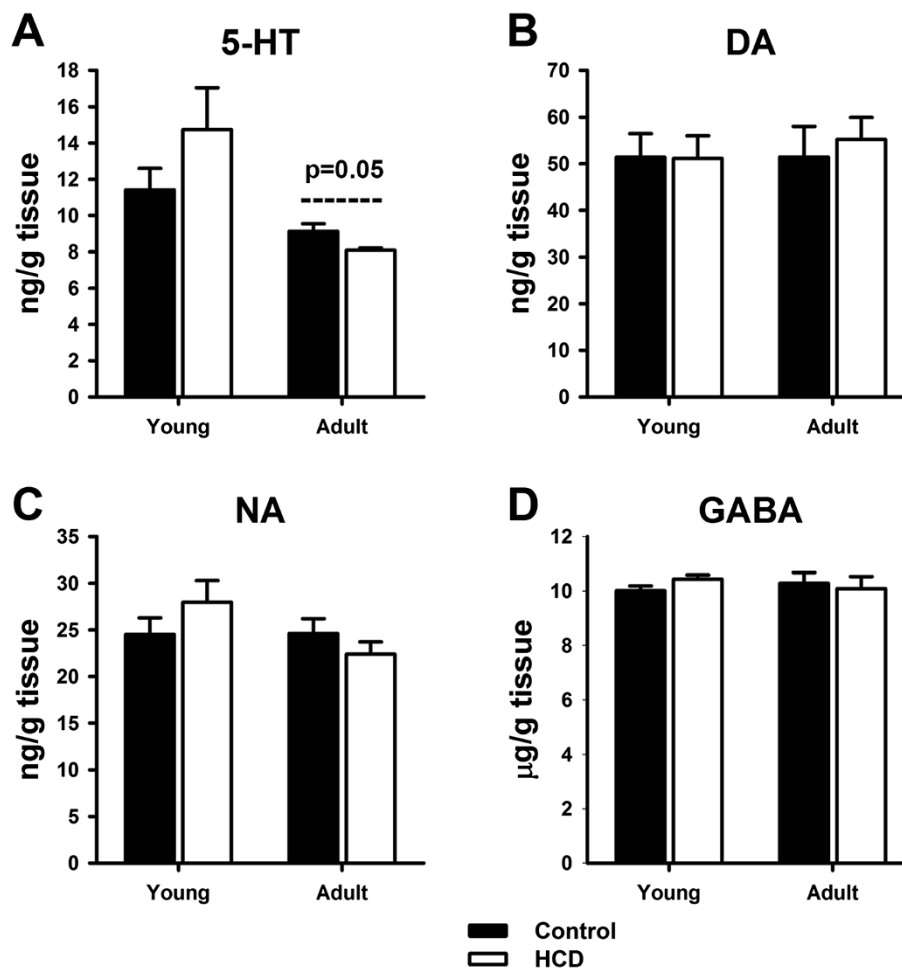 A
5-HT
ng/g tissue
18
16
14
12
10
8
6
4
2
0
p=0.05
Young
Adult
B
DA
ng/g tissue
70
60
50
40
30
20
10
0
Young
Adult
C
NA
ng/g tissue
35
30
25
20
15
10
5
0
Young
Adult
D
GABA
μg/g tissue
12
10
8
6
4
2
0
Young
Adult
Control
HCD